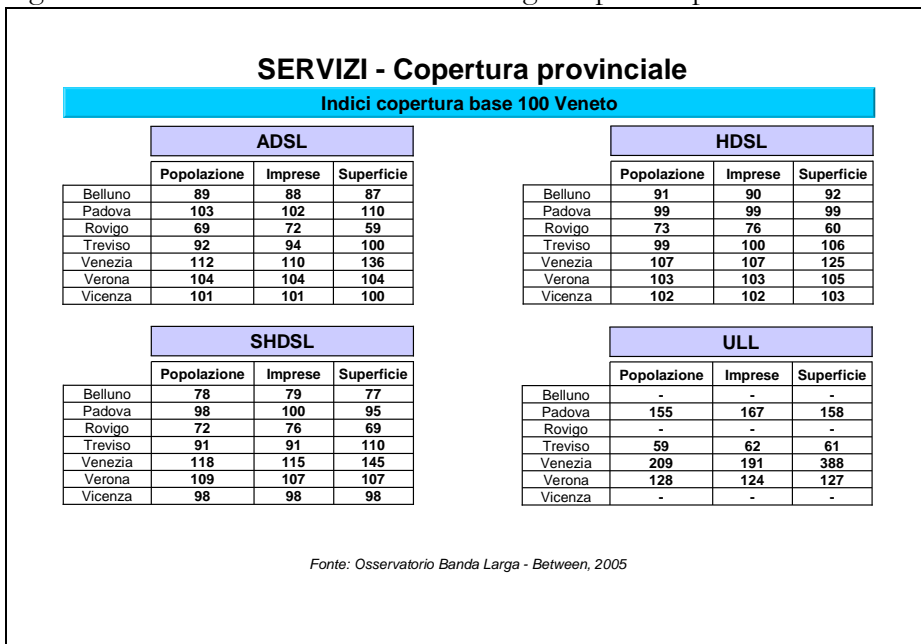 SERVIZI - Copertura provinciale
Indici copertura base 100 Veneto
ADSL
Popolazione Imprese Superficie
Belluno 89 88 87
Padova 103 102 110
Rovigo 69 72 59
Treviso 92 94 100
Venezia 112 110 136
Verona 104 104 104
Vicenza 101 101 100
HDSL
Popolazione Imprese Superficie
Belluno 91 90 92
Padova 99 99 99
Rovigo 73 76 60
Treviso 99 100 106
Venezia 107 107 125
Verona 103 103 105
Vicenza 102 102 103
SHDSL
Popolazione Imprese Superficie
Belluno 78 79 77
Padova 98 100 95
Rovigo 72 76 69
Treviso 91 91 110
Venezia 118 115 145
Verona 109 107 107
Vicenza 98 98 98
ULL
Popolazione Imprese Superficie
Belluno - - -
Padova 155 167 158
Rovigo - - -
Treviso 59 62 61
Venezia 209 191 388
Verona 128 124 127
Vicenza - - -
Fonte: Osservatorio Banda Larga - Between, 2005